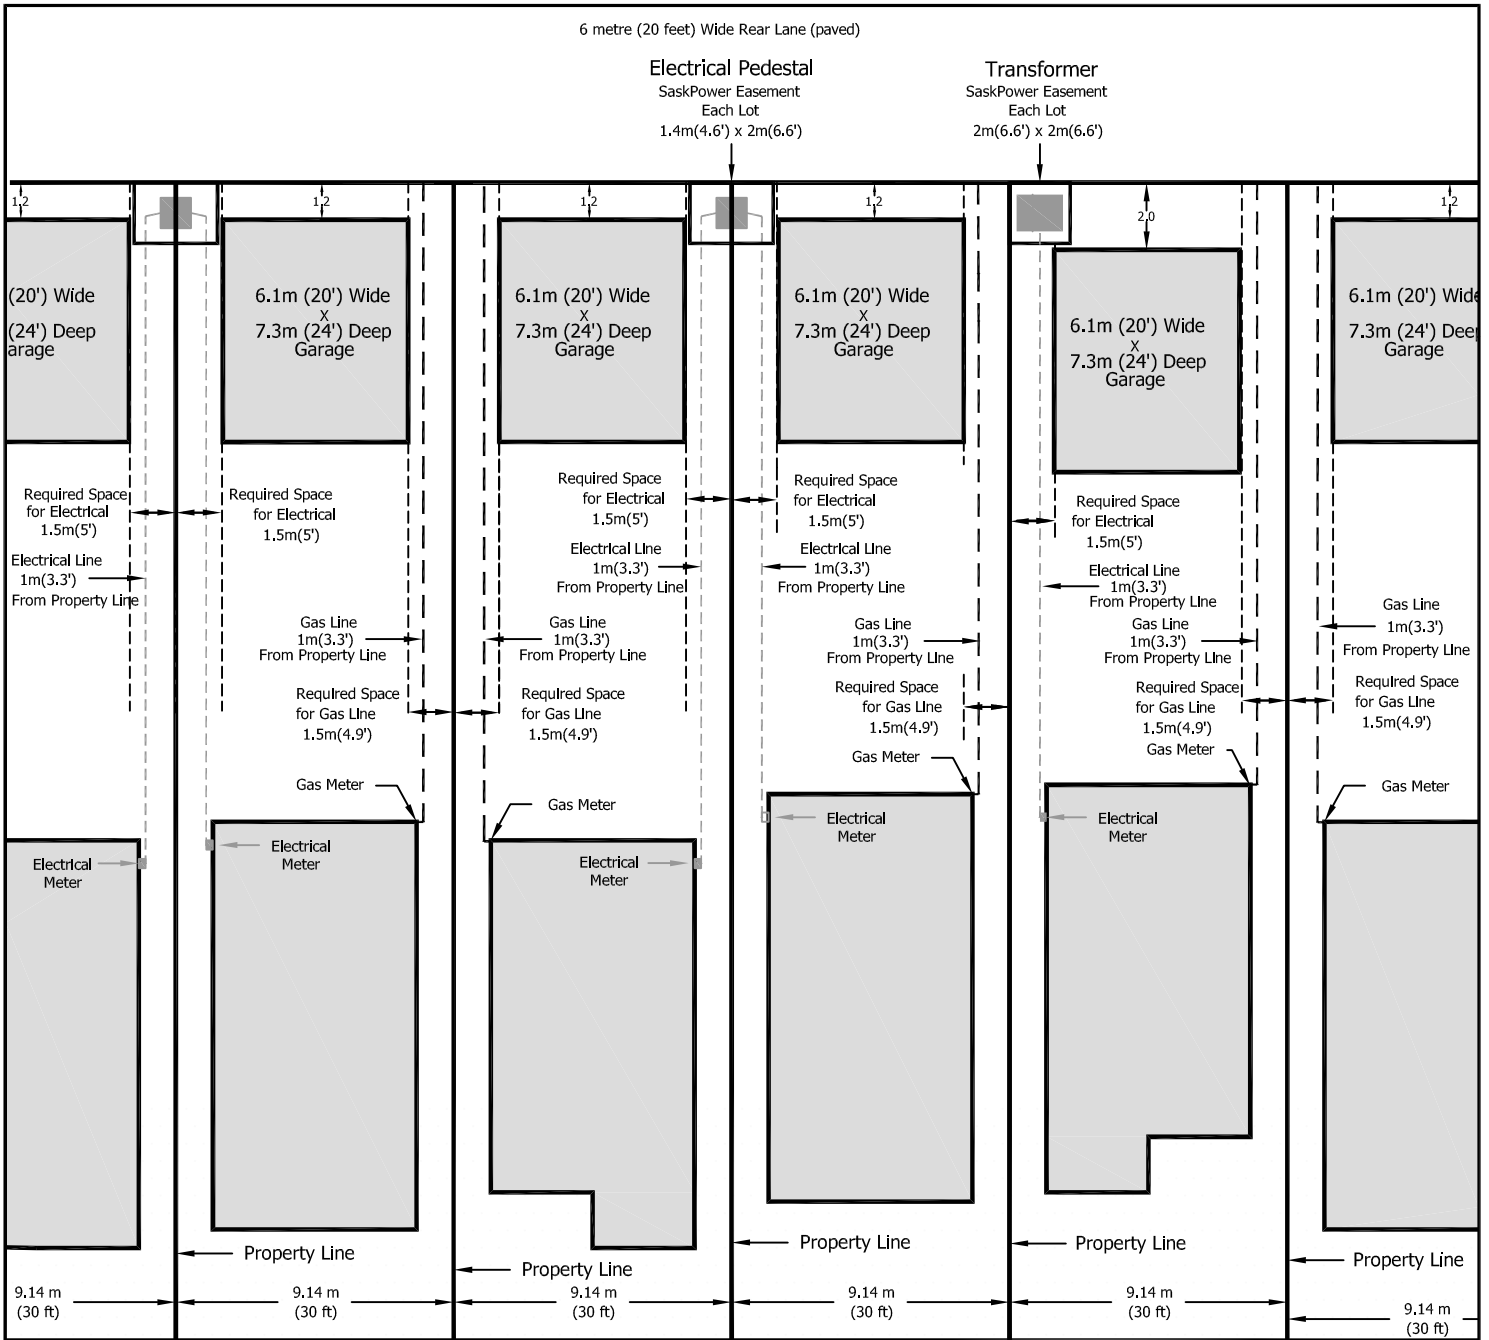 6 metre (20 feet) Wide Rear Lane (paved)
Electrical Pedestal
SaskPower Easement
Each Lot
1.4m(4.6') x 2m(6.6')
Transformer
SaskPower Easement
Each Lot
2m(6.6') x 2m(6.6')
1.2
1.2
1.2
1.2
2.0
1.2
(20') Wide
(24') Deep
arage
6.1m (20') Wide
X
7.3m (24') Deep
Garage
6.1m (20') Wide
X
7.3m (24') Deep
Garage
6.1m (20') Wide
X
7.3m (24') Deep
Garage
6.1m (20') Wide
X
7.3m (24') Deep
Garage
6.1m (20') Wide
7.3m (24') Deep
Garage
Required Space
for Electrical
1.5m(5')
Required Space
for Electrical
1.5m(5')
Required Space
for Electrical
1.5m(5')
Required Space
for Electrical
1.5m(5')
Required Space
for Electrical
1.5m(5')
Electrical Line
1m(3.3')
From Property Line
Electrical Line
1m(3.3')
From Property Line
Electrical Line
1m(3.3')
From Property Line
Electrical Line
1m(3.3')
From Property Line
Gas Line
1m(3.3')
From Property Line
Gas Line
1m(3.3')
From Property Line
Gas Line
1m(3.3')
From Property Line
Gas Line
1m(3.3')
From Property Line
Gas Line
1m(3.3')
From Property Line
Required Space
for Gas Line
1.5m(4.9')
Required Space
for Gas Line
1.5m(4.9')
Required Space
for Gas Line
1.5m(4.9')
Required Space
for Gas Line
1.5m(4.9')
Required Space
for Gas Line
1.5m(4.9')
Gas Meter
Gas Meter
Gas Meter
Gas Meter
Gas Meter
Electrical
Meter
Electrical
Meter
Electrical
Meter
Electrical
Meter
Electrical
Meter
Property Line
Property Line
Property Line
Property Line
Property Line
9.14 m
(30 ft)
9.14 m
(30 ft)
9.14 m
(30 ft)
9.14 m
(30 ft)
9.14 m
(30 ft)
9.14 m
(30 ft)